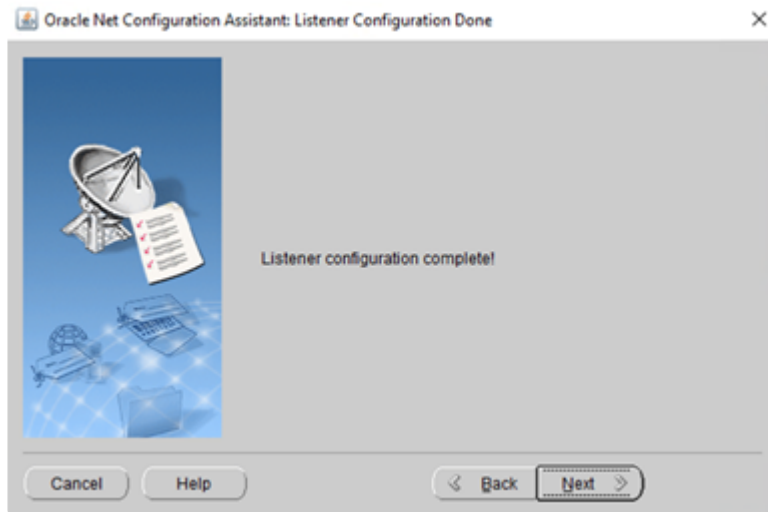 Oracle Net Configuration Assistant: Listener Configuration Done
Listener configuration complete!
Cancel Help Back Next